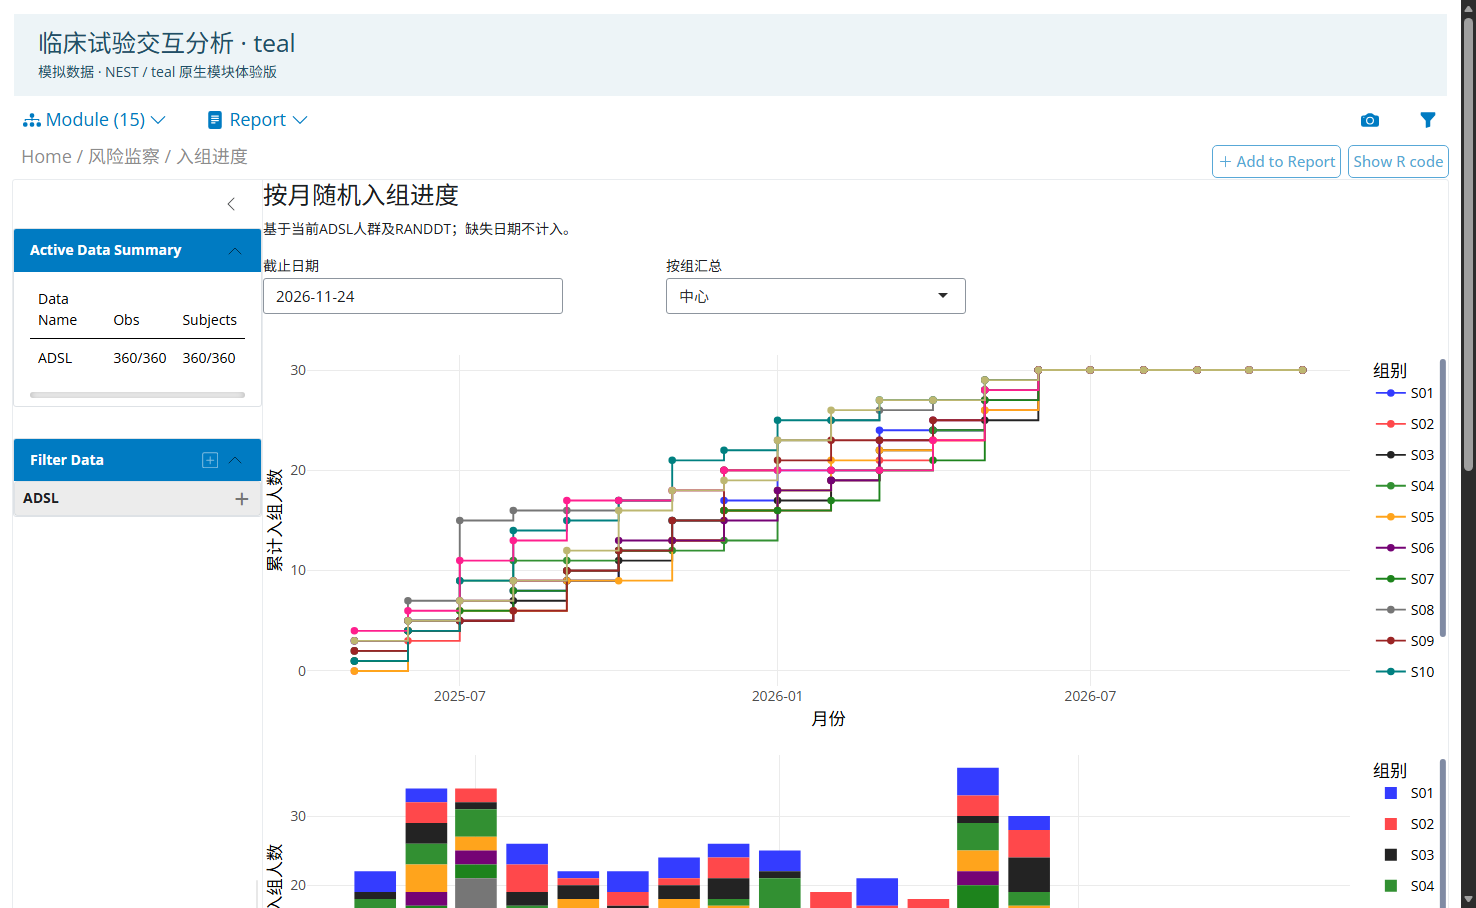 临床试验交互分析 · teal
模拟数据 · NEST / teal 原生模块体验版
Module (15)
Report
Home / 风险监察 / 入组进度
+ Add to Report
Show R code
Active Data Summary
Data Name Obs Subjects
ADSL 360/360 360/360
Filter Data
ADSL
按月随机入组进度
基于当前ADSL人群及RANDDT；缺失日期不计入。
截止日期
2026-11-24
按组汇总
中心
累计入组人数
30
20
10
0
2025-07
2026-01
2026-07
月份
组别
S01
S02
S03
S04
S05
S06
S07
S08
S09
S10
入组人数
30
20
组别
S01
S02
S03
S04